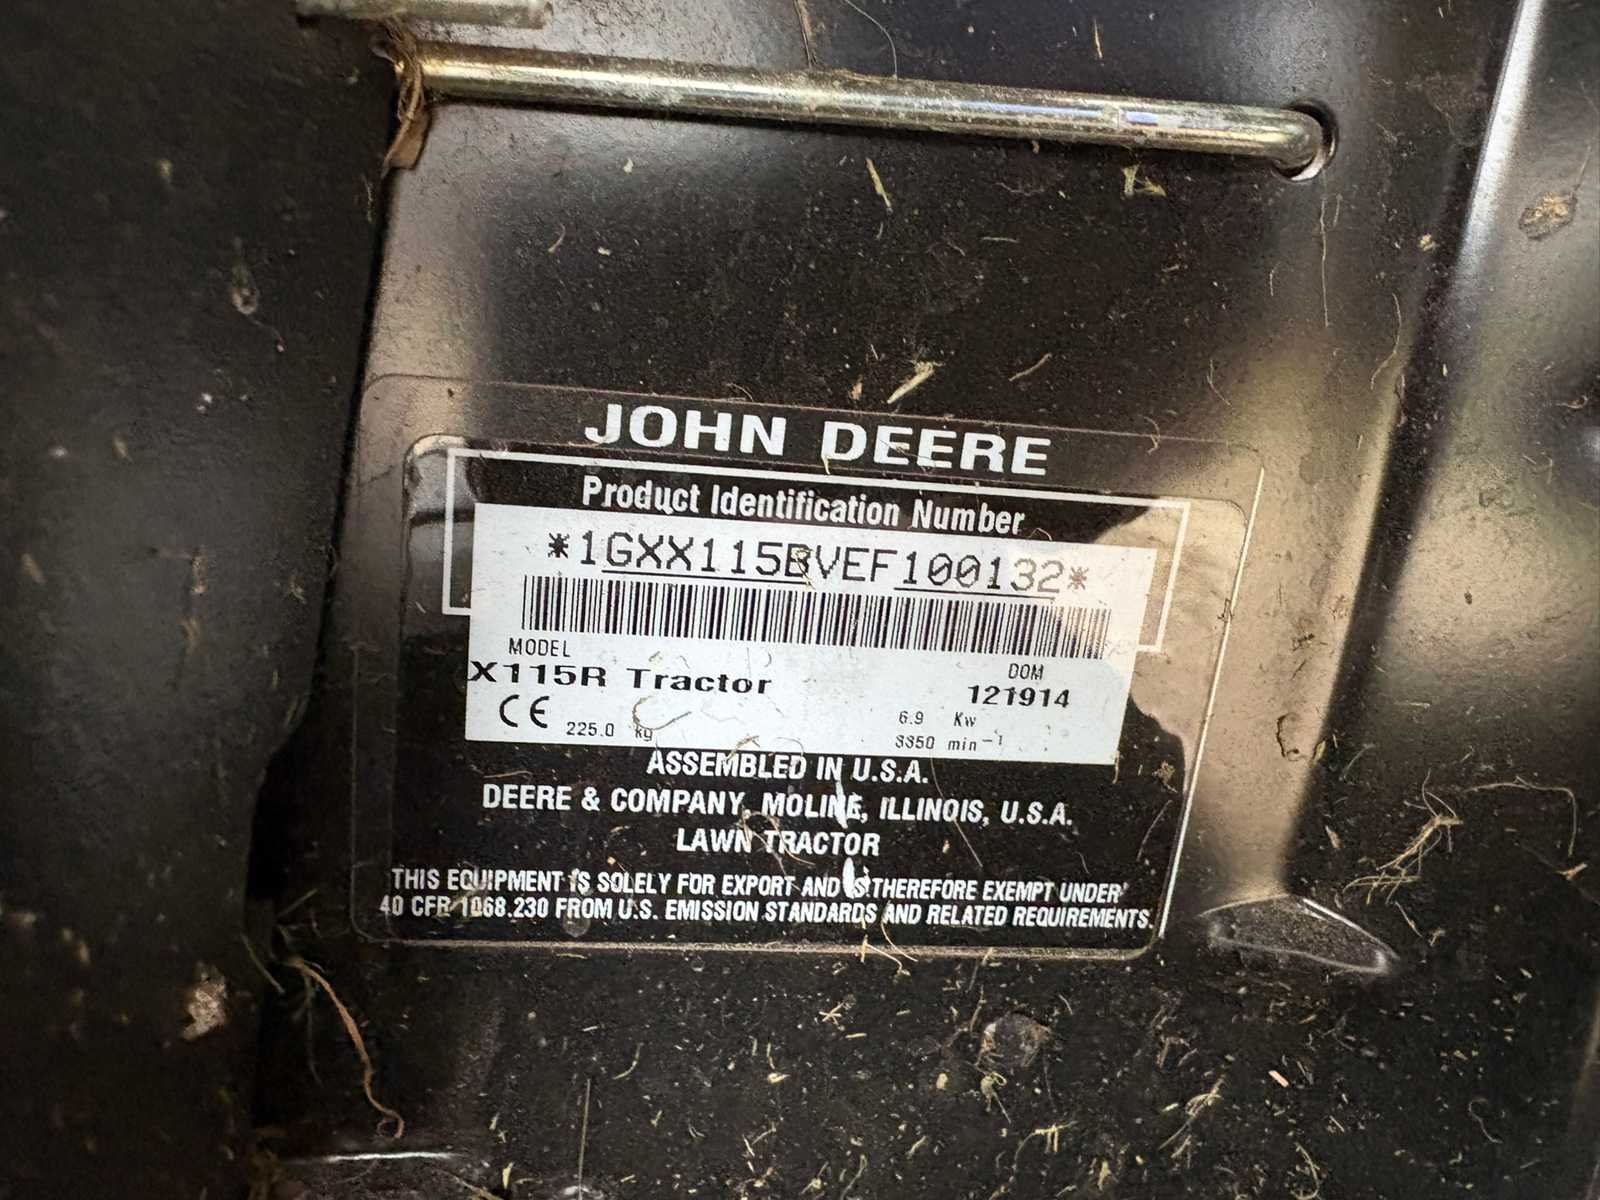 JOHN DEERE
Product Identification Number
*1GXX115BVEF100132*
MODEL
DOM
X115R Tractor
121914
CE
225.0 kg
6.9 Kw
3350 min-1
ASSEMBLED IN U.S.A.
DEERE & COMPANY, MOLINE, ILLINOIS, U.S.A.
LAWN TRACTOR
THIS EQUIPMENT IS SOLELY FOR EXPORT AND IS THEREFORE EXEMPT UNDER
40 CFR 1068.230 FROM U.S. EMISSION STANDARDS AND RELATED REQUIREMENTS.